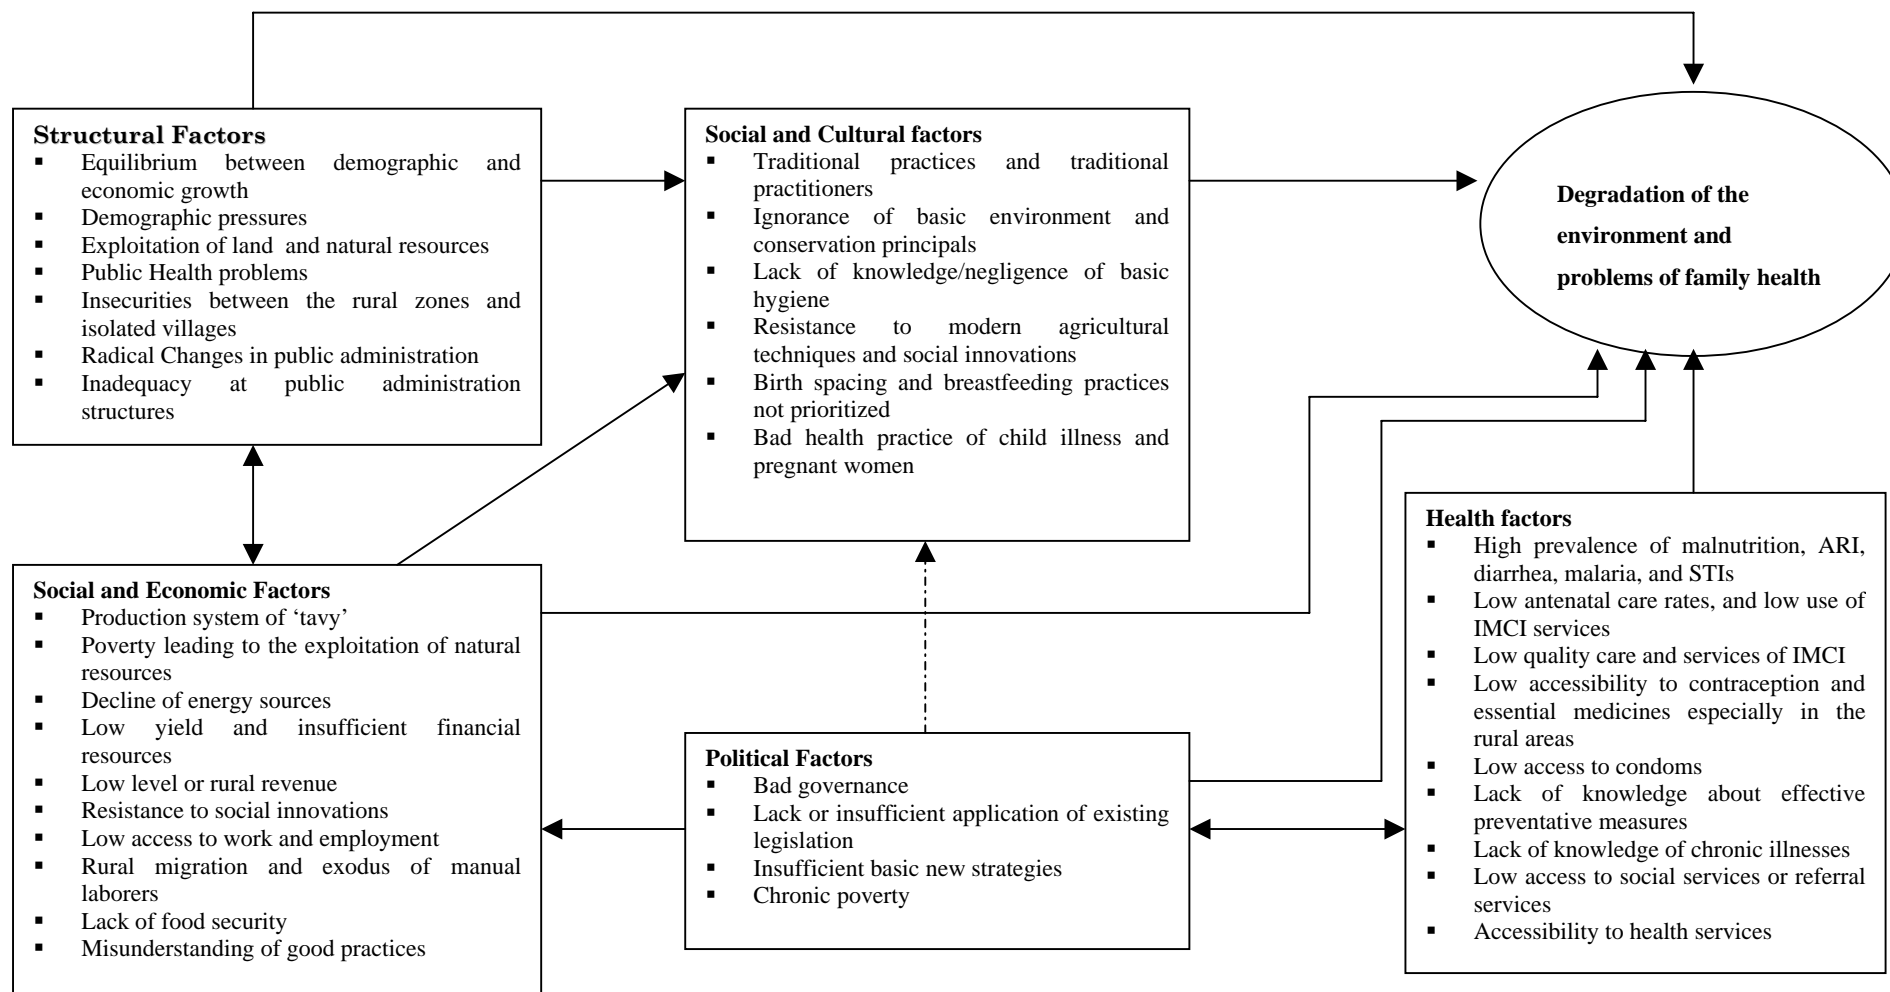 Structural Factors
▪ Equilibrium between demographic and
economic growth
▪ Demographic pressures
▪ Exploitation of land and natural resources
▪ Public Health problems
▪ Insecurities between the rural zones and
isolated villages
▪ Radical Changes in public administration
▪ Inadequacy at public administration
structures
Social and Cultural factors
▪ Traditional practices and traditional
practitioners
▪ Ignorance of basic environment and
conservation principals
▪ Lack of knowledge/negligence of basic
hygiene
▪ Resistance to modern agricultural
techniques and social innovations
▪ Birth spacing and breastfeeding practices
not prioritized
▪ Bad health practice of child illness and
pregnant women
Degradation of the
environment and
problems of family health
Social and Economic Factors
▪ Production system of ‘tavy’
▪ Poverty leading to the exploitation of natural
resources
▪ Decline of energy sources
▪ Low yield and insufficient financial
resources
▪ Low level or rural revenue
▪ Resistance to social innovations
▪ Low access to work and employment
▪ Rural migration and exodus of manual
laborers
▪ Lack of food security
▪ Misunderstanding of good practices
Political Factors
▪ Bad governance
▪ Lack or insufficient application of existing
legislation
▪ Insufficient basic new strategies
▪ Chronic poverty
Health factors
▪ High prevalence of malnutrition, ARI,
diarrhea, malaria, and STIs
▪ Low antenatal care rates, and low use of
IMCI services
▪ Low quality care and services of IMCI
▪ Low accessibility to contraception and
essential medicines especially in the
rural areas
▪ Low access to condoms
▪ Lack of knowledge about effective
preventative measures
▪ Lack of knowledge of chronic illnesses
▪ Low access to social services or referral
services
▪ Accessibility to health services